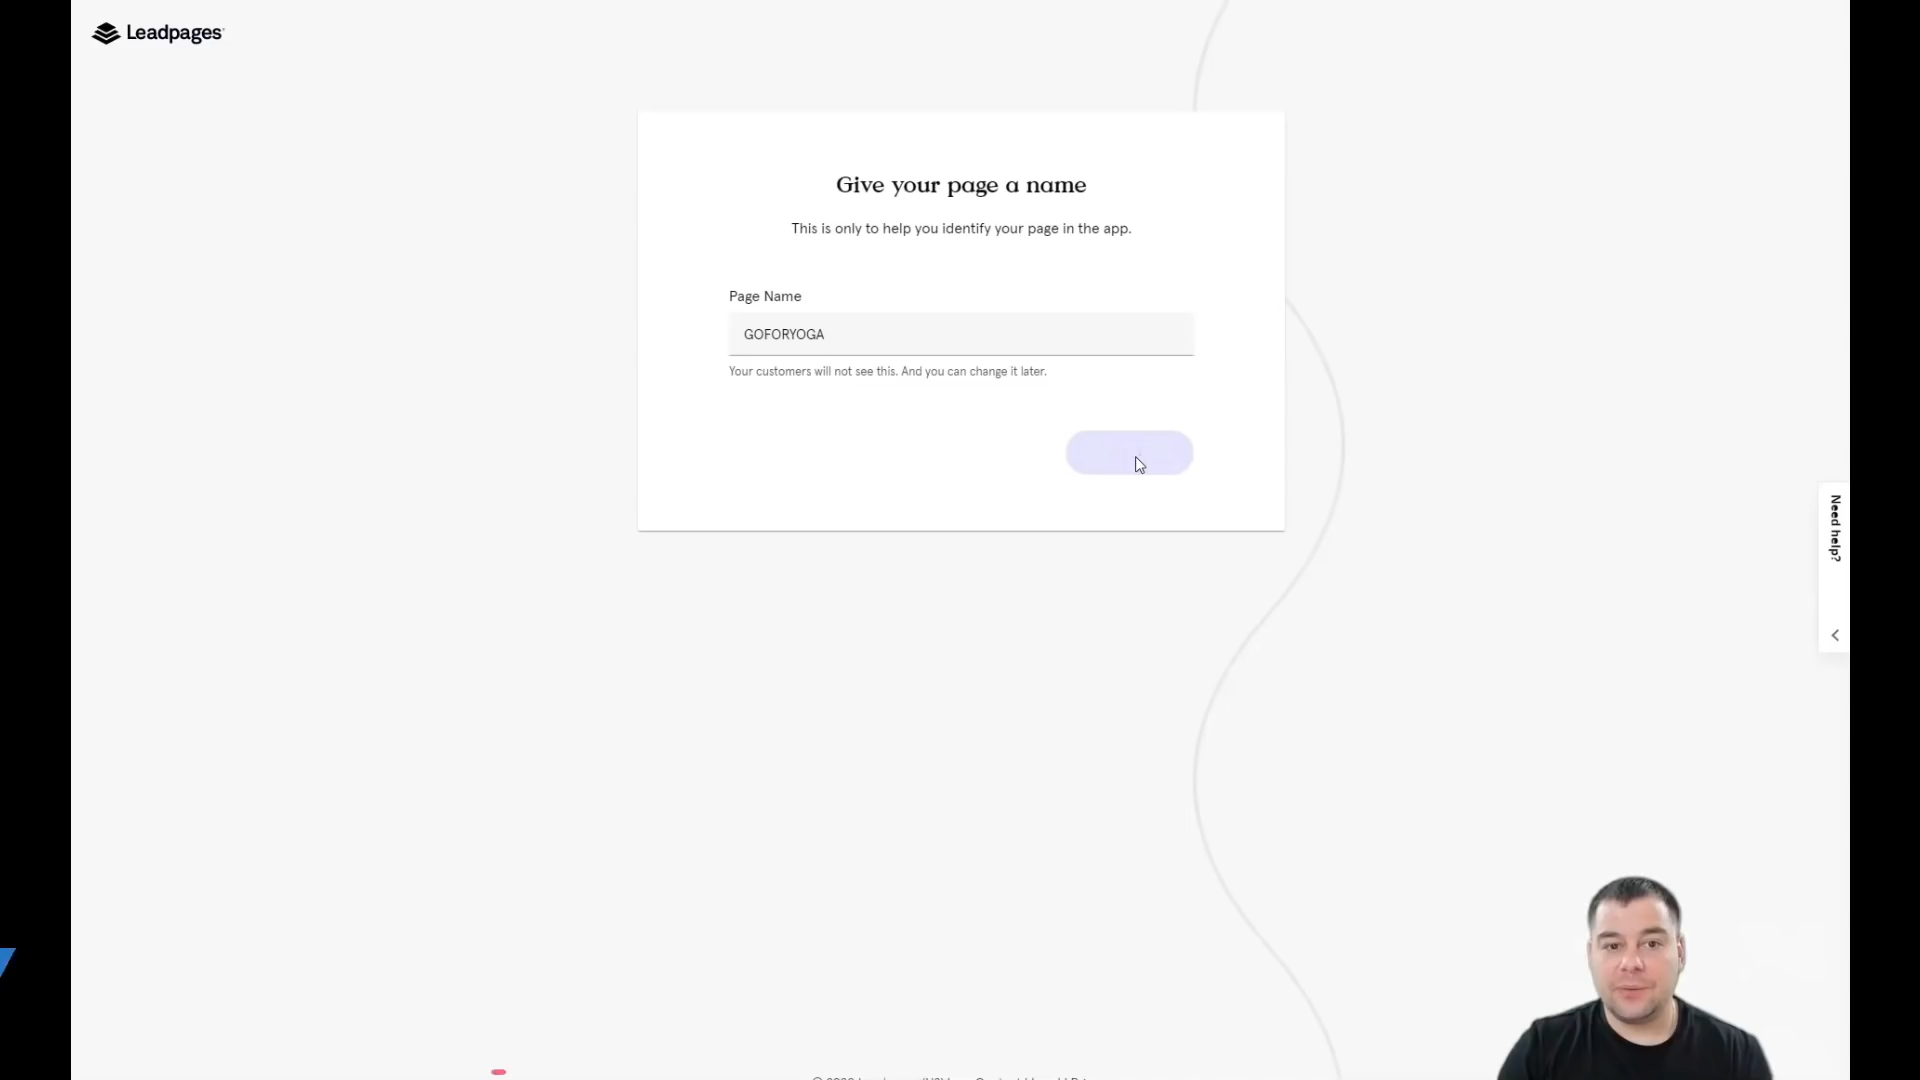 Leadpages
Give your page a name
This is only to help you identify your page in the app.
Page Name
GOFORYOGA
Your customers will not see this. And you can change it later.
Need help?